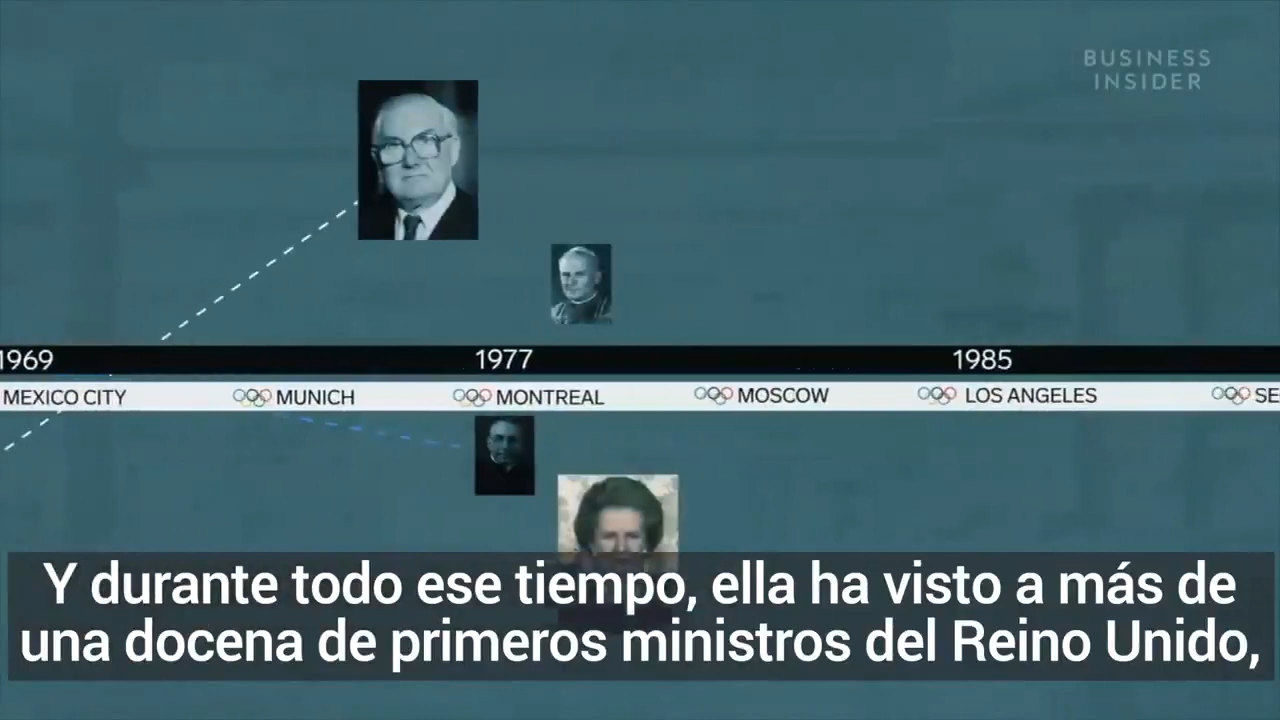 BUSINESS
INSIDER
1969 1977 1985
MEXICO CITY MUNICH MONTREAL MOSCOW LOS ANGELES SE
Y durante todo ese tiempo, ella ha visto a más de
una docena de primeros ministros del Reino Unido,